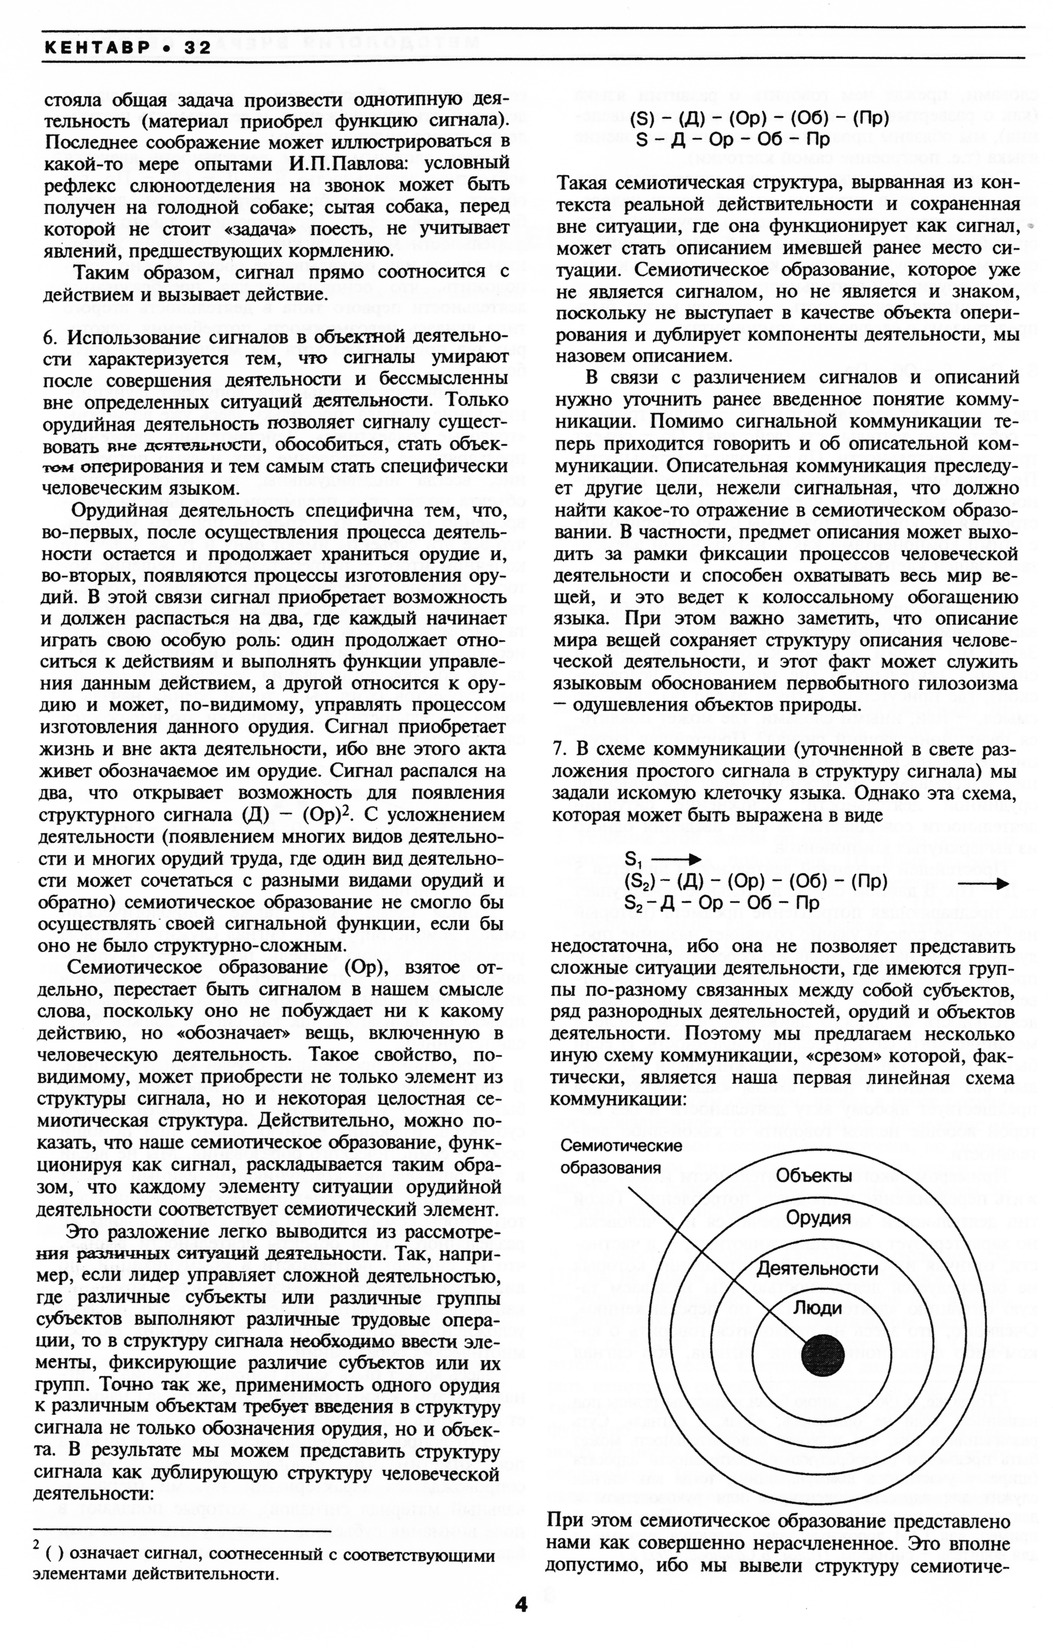 КЕНТАВР • 32
стояла общая задача произвести однотипную дея-
тельность (материал приобрел функцию сигнала).
Последнее соображение может иллюстрироваться в
какой-то мере опытами И.П.Павлова: условный
рефлекс слюноотделения на звонок может быть
получен на голодной собаке; сытая собака, перед
которой не стоит «задача» поесть, не учитывает
явлений, предшествующих кормлению.
Таким образом, сигнал прямо соотносится с
действием и вызывает действие.
6. Использование сигналов в объектной деятельно-
сти характеризуется тем, что сигналы умирают
после совершения деятельности и бессмысленны
вне определенных ситуаций деятельности. Только
орудийная деятельность позволяет сигналу сущест-
вовать вне деятельности, обособиться, стать объек-
том оперирования и тем самым стать специфически
человеческим языком.
Орудийная деятельность специфична тем, что,
во-первых, после осуществления процесса деятель-
ности остается и продолжает храниться орудие и,
во-вторых, появляются процессы изготовления ору-
дий. В этой связи сигнал приобретает возможность
и должен распасться на два, где каждый начинает
играть свою особую роль: один продолжает отно-
ситься к действиям и выполнять функции управле-
ния данным действием, а другой относится к ору-
дию и может, по-видимому, управлять процессом
изготовления данного орудия. Сигнал приобретает
жизнь и вне акта деятельности, ибо вне этого акта
живет обозначаемое им орудие. Сигнал распался на
два, что открывает возможность для появления
структурного сигнала (Д) — (Ор)². С усложнением
деятельности (появлением многих видов деятельно-
сти и многих орудий труда, где один вид деятельно-
сти может сочетаться с разными видами орудий и
обратно) семиотическое образование не смогло бы
осуществлять своей сигнальной функции, если бы
оно не было структурно-сложным.
Семиотическое образование (Ор), взятое от-
дельно, перестает быть сигналом в нашем смысле
слова, поскольку оно не побуждает ни к какому
действию, но «обозначает» вещь, включенную в
человеческую деятельность. Такое свойство, по-
видимому, может приобрести не только элемент из
структуры сигнала, но и некоторая целостная се-
миотическая структура. Действительно, можно по-
казать, что наше семиотическое образование, функ-
ционируя как сигнал, раскладывается таким обра-
зом, что каждому элементу ситуации орудийной
деятельности соответствует семиотический элемент.
Это разложение легко выводится из рассмотре-
ния различных ситуаций деятельности. Так, напри-
мер, если лидер управляет сложной деятельностью,
где различные субъекты или различные группы
субъектов выполняют различные трудовые опера-
ции, то в структуру сигнала необходимо ввести эле-
менты, фиксирующие различие субъектов или их
групп. Точно так же, применимость одного орудия
к различным объектам требует введения в структуру
сигнала не только обозначения орудия, но и объек-
та. В результате мы можем представить структуру
сигнала как дублирующую структуру человеческой
деятельности:
² ( ) означает сигнал, соотнесенный с соответствующими
элементами действительности.
(S) – (Д) – (Ор) – (Об) – (Пр)
S – Д – Ор – Об – Пр
Такая семиотическая структура, вырванная из кон-
текста реальной действительности и сохраненная
вне ситуации, где она функционирует как сигнал,
может стать описанием имевшей ранее место си-
туации. Семиотическое образование, которое уже
не является сигналом, но не является и знаком,
поскольку не выступает в качестве объекта опери-
рования и дублирует компоненты деятельности, мы
назовем описанием.
В связи с различением сигналов и описаний
нужно уточнить ранее введенное понятие комму-
никации. Помимо сигнальной коммуникации те-
перь приходится говорить и об описательной ком-
муникации. Описательная коммуникация преследу-
ет другие цели, нежели сигнальная, что должно
найти какое-то отражение в семиотическом образо-
вании. В частности, предмет описания может выхо-
дить за рамки фиксации процессов человеческой
деятельности и способен охватывать весь мир ве-
щей, и это ведет к колоссальному обогащению
языка. При этом важно заметить, что описание
мира вещей сохраняет структуру описания челове-
ческой деятельности, и этот факт может служить
языковым обоснованием первобытного гилозоизма
— одушевления объектов природы.
7. В схеме коммуникации (уточненной в свете раз-
ложения простого сигнала в структуру сигнала) мы
задали искомую клеточку языка. Однако эта схема,
которая может быть выражена в виде
S₁ →
(S₂) – (Д) – (Ор) – (Об) – (Пр) →
S₂ – Д – Ор – Об – Пр
недостаточна, ибо она не позволяет представить
сложные ситуации деятельности, где имеются груп-
пы по-разному связанных между собой субъектов,
ряд разнородных деятельностей, орудий и объектов
деятельности. Поэтому мы предлагаем несколько
иную схему коммуникации, «срезом» которой, фак-
тически, является наша первая линейная схема
коммуникации:
Семиотические
образования
Объекты
Орудия
Деятельности
Люди
При этом семиотическое образование представлено
нами как совершенно нерасчлененное. Это вполне
допустимо, ибо мы вывели структуру семиотиче-
4